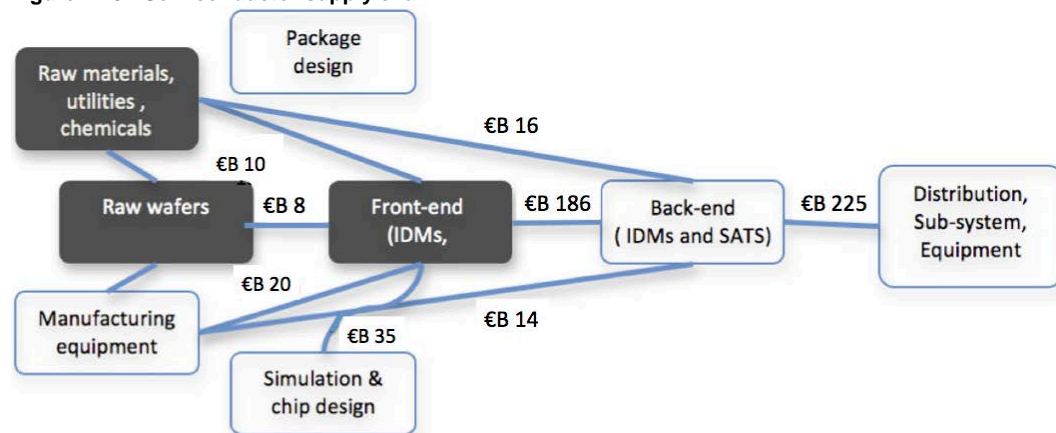 Package
design
Raw materials,
utilities ,
chemicals
€B 16
€B 10
Raw wafers
€B 8
Front-end
(IDMs,
€B 186
Back-end
( IDMs and SATS)
€B 225
Distribution,
Sub-system,
Equipment
€B 20
Manufacturing
equipment
€B 14
€B 35
Simulation &
chip design